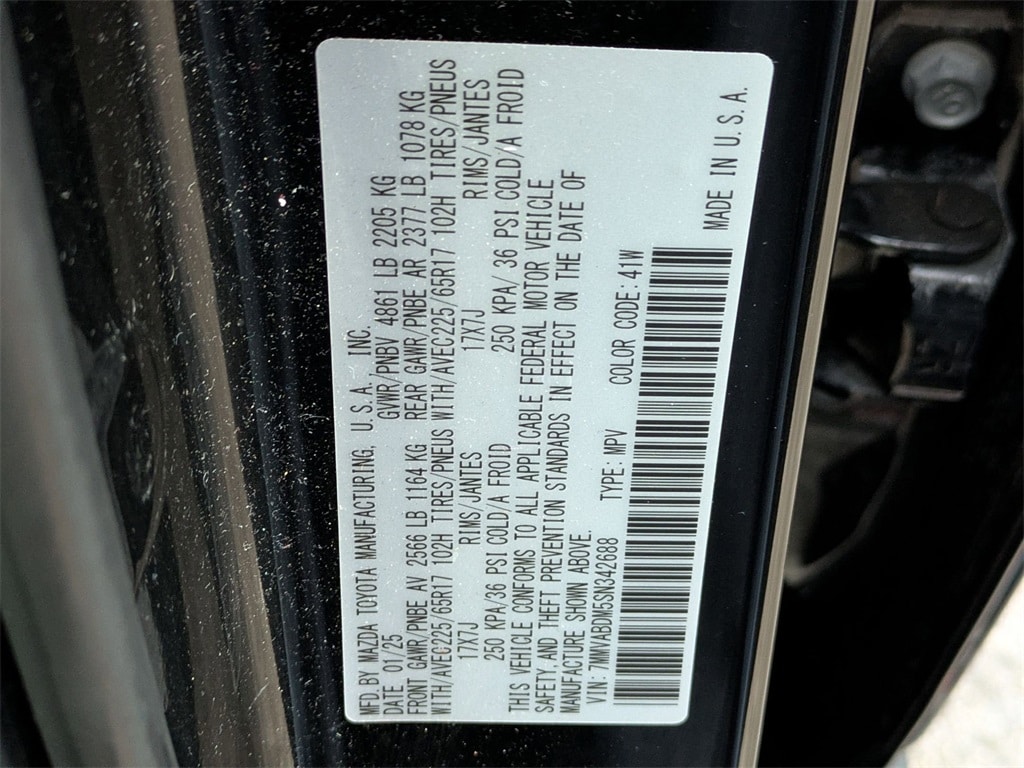 MFD. BY MAZDA TOYOTA MANUFACTURING, U.S.A. INC.
DATE 01/25 GVWR/PNBV 4861 LB 2205 KG
FRONT GAWR/PNBE AV 2566 LB 1164 KG REAR GAWR/PNBE AR 2377 LB 1078 KG
WITH/AVEC225/65R17 102H TIRES/PNEUS WITH/AVEC225/65R17 102H TIRES/PNEUS
17X7J RIMS/JANTES 17X7J RIMS/JANTES
250 KPA/36 PSI COLD/A FROID 250 KPA/ 36 PSI COLD/A FROID
THIS VEHICLE CONFORMS TO ALL APPLICABLE FEDERAL MOTOR VEHICLE
SAFETY, AND THEFT PREVENTION STANDARDS IN EFFECT ON THE DATE OF
MANUFACTURE SHOWN ABOVE.
VIN: 7MMVABDM5SN342688 TYPE: MPV COLOR CODE: 41W
MADE IN U.S.A.